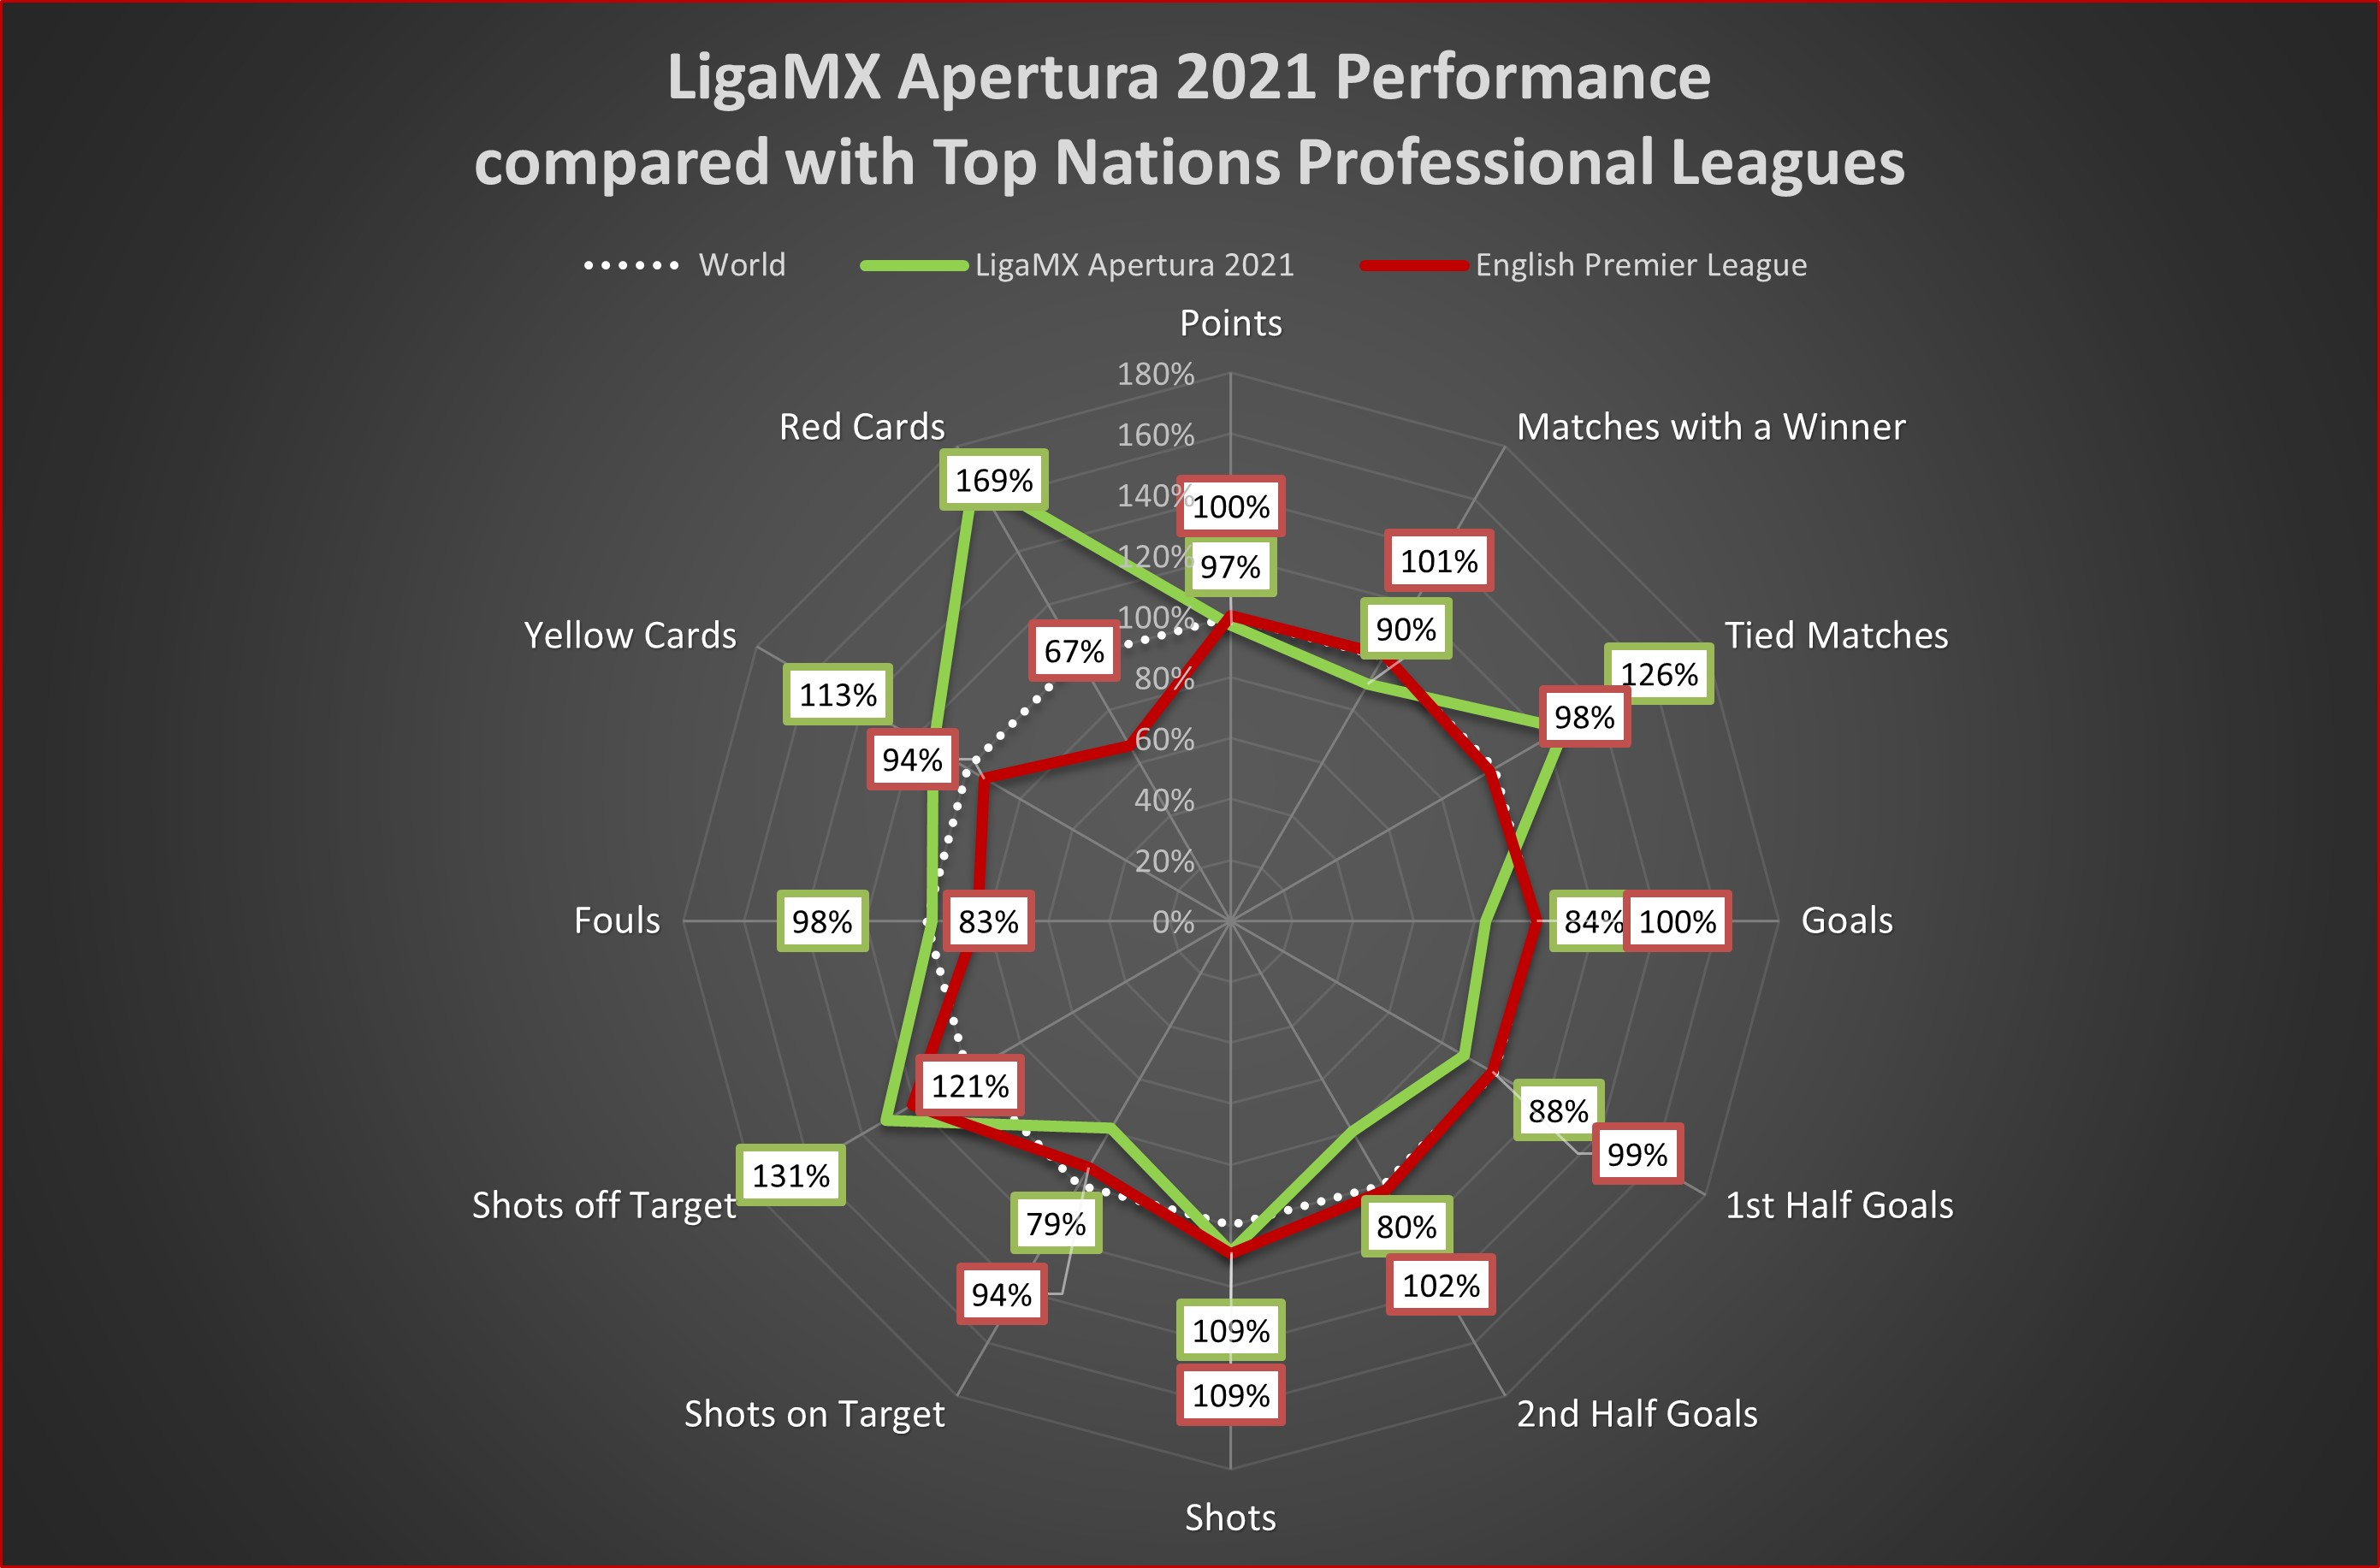 LigaMX Apertura 2021 Performance
compared with Top Nations Professional Leagues
World LigaMX Apertura 2021 English Premier League
Points
180%
Red Cards Matches with a Winner
160%
169%
140% 100%
120% 97% 101%
100% 90%
Yellow Cards Tied Matches
67% 126%
80%
113% 98%
60%
94%
40%
20%
Fouls 98% 83% 0% 84% 100% Goals
121% 88%
131% 99%
Shots off Target 1st Half Goals
79% 80%
94% 102%
109%
109%
Shots on Target 2nd Half Goals
Shots